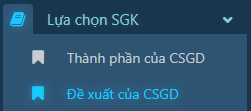 Lựa chọn SGK
Thành phần của CSGD
Đề xuất của CSGD